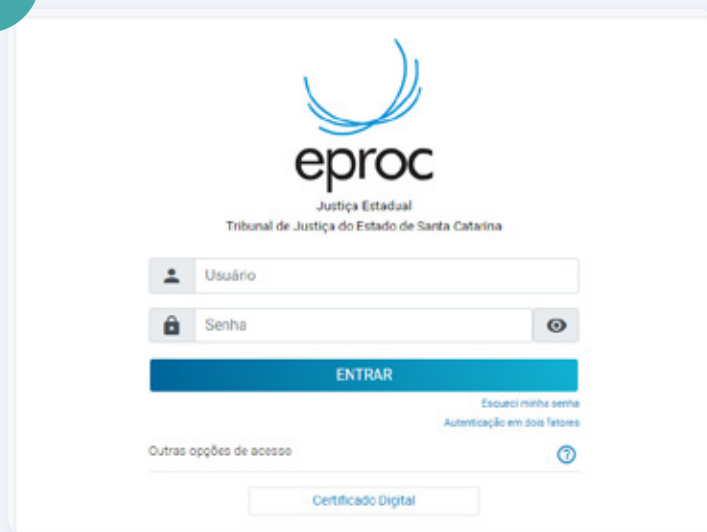 eproc
Justiça Estadual
Tribunal de Justiça do Estado de Santa Catarina
Usuário
Senha
ENTRAR
Esqueci minha senha
Autenticação em dois fatores
Outras opções de acesso
Certificado Digital